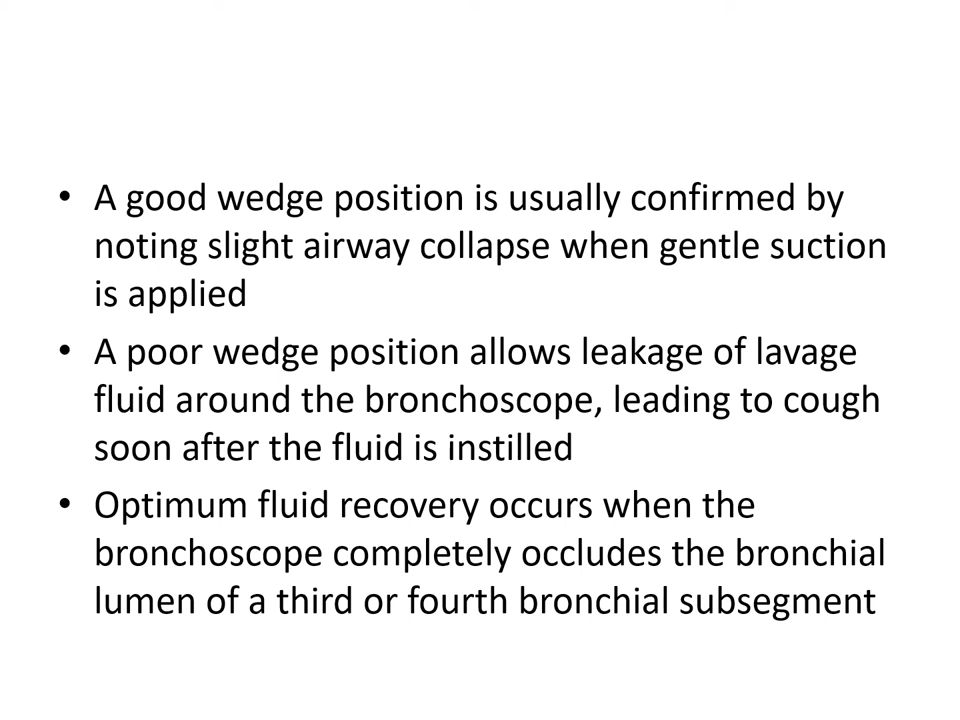 • A good wedge position is usually confirmed by
noting slight airway collapse when gentle suction
is applied
• A poor wedge position allows leakage of lavage
fluid around the bronchoscope, leading to cough
soon after the fluid is instilled
• Optimum fluid recovery occurs when the
bronchoscope completely occludes the bronchial
lumen of a third or fourth bronchial subsegment